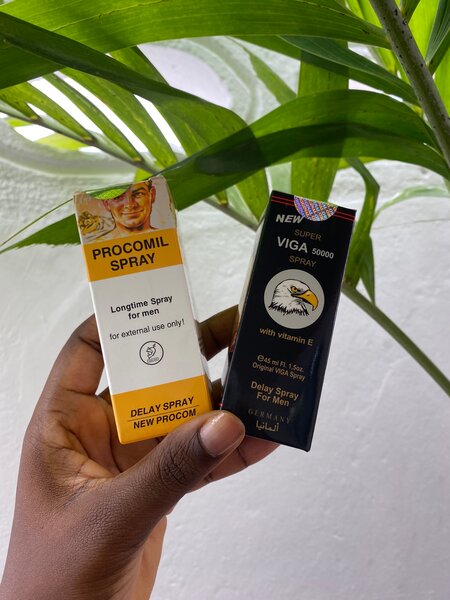 PROCOMIL
SPRAY
Longtime Spray
for men
for external use only!
DELAY SPRAY
NEW PROCOM
NEW
SUPER
VIGA 50000
SPRAY
with vitamin E
℮45 ml Fl. 1,5oz.
Original VIGA Spray
Delay Spray
For Men
GERMANY
ألمانيا